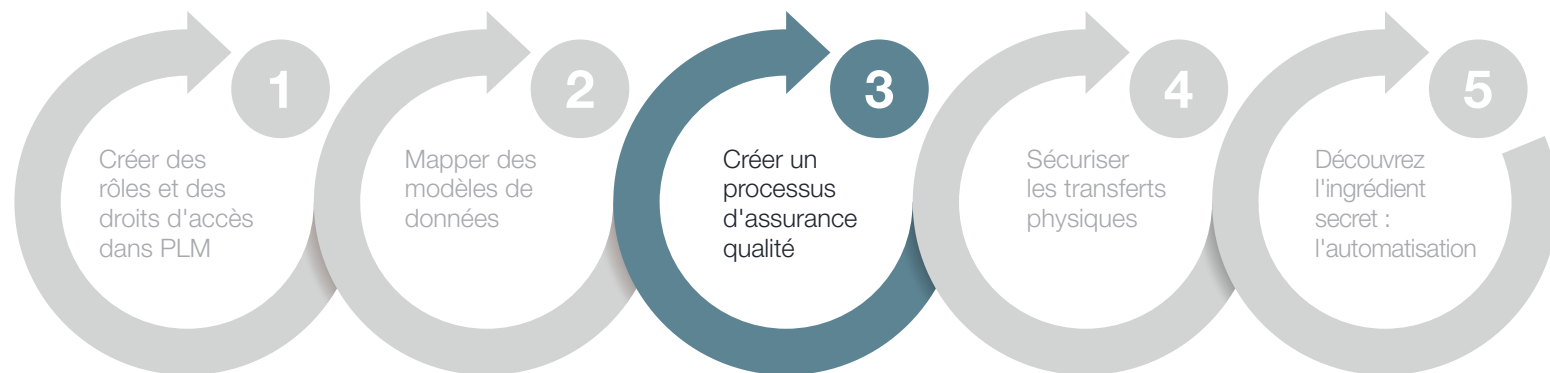 1
Créer des
rôles et des
droits d'accès
dans PLM
2
Mapper des
modèles de
données
3
Créer un
processus
d'assurance
qualité
4
Sécuriser
les transferts
physiques
5
Découvrez
l'ingrédient
secret :
l'automatisation